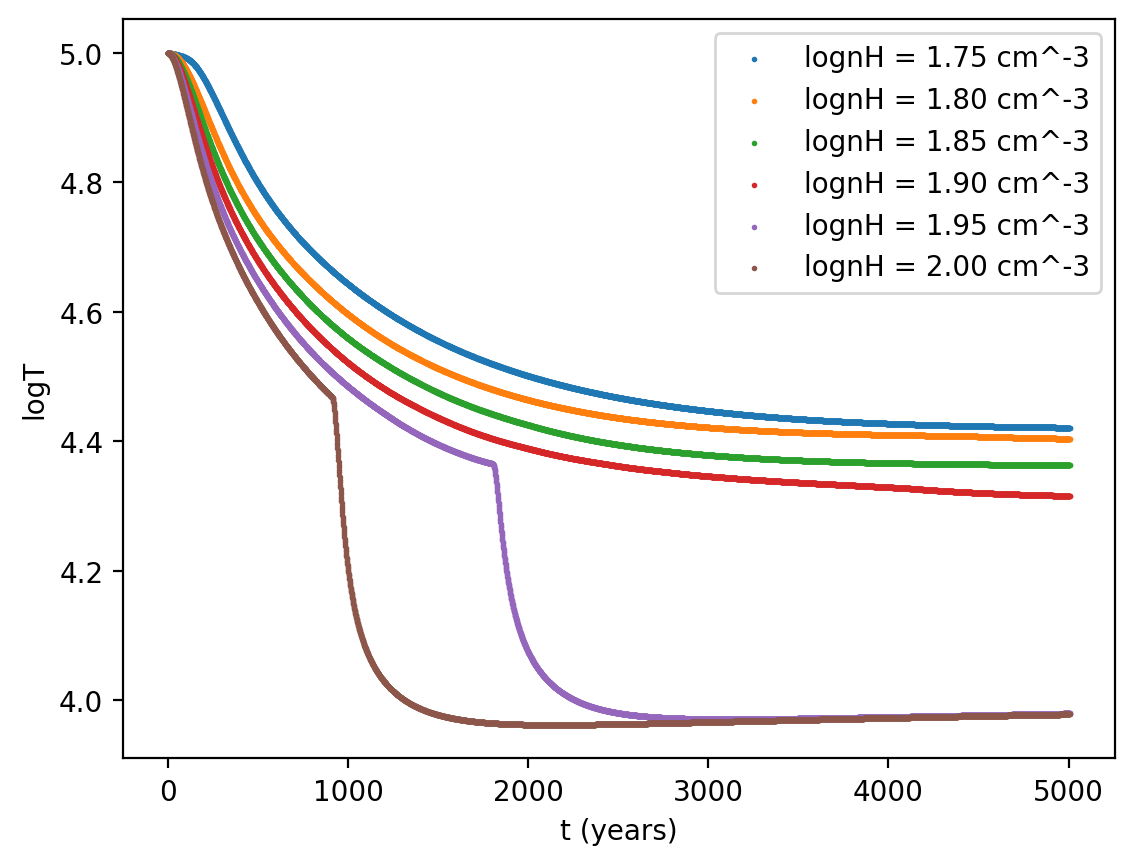 logT
5.0
4.8
4.6
4.4
4.2
4.0
lognH = 1.75 cm^-3
lognH = 1.80 cm^-3
lognH = 1.85 cm^-3
lognH = 1.90 cm^-3
lognH = 1.95 cm^-3
lognH = 2.00 cm^-3
0 1000 2000 3000 4000 5000
t (years)